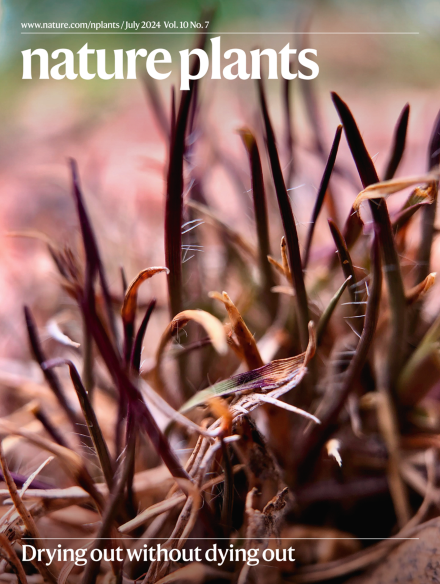 www.nature.com/nplants / July 2024 Vol. 10 No. 7
nature plants
Drying out without dying out